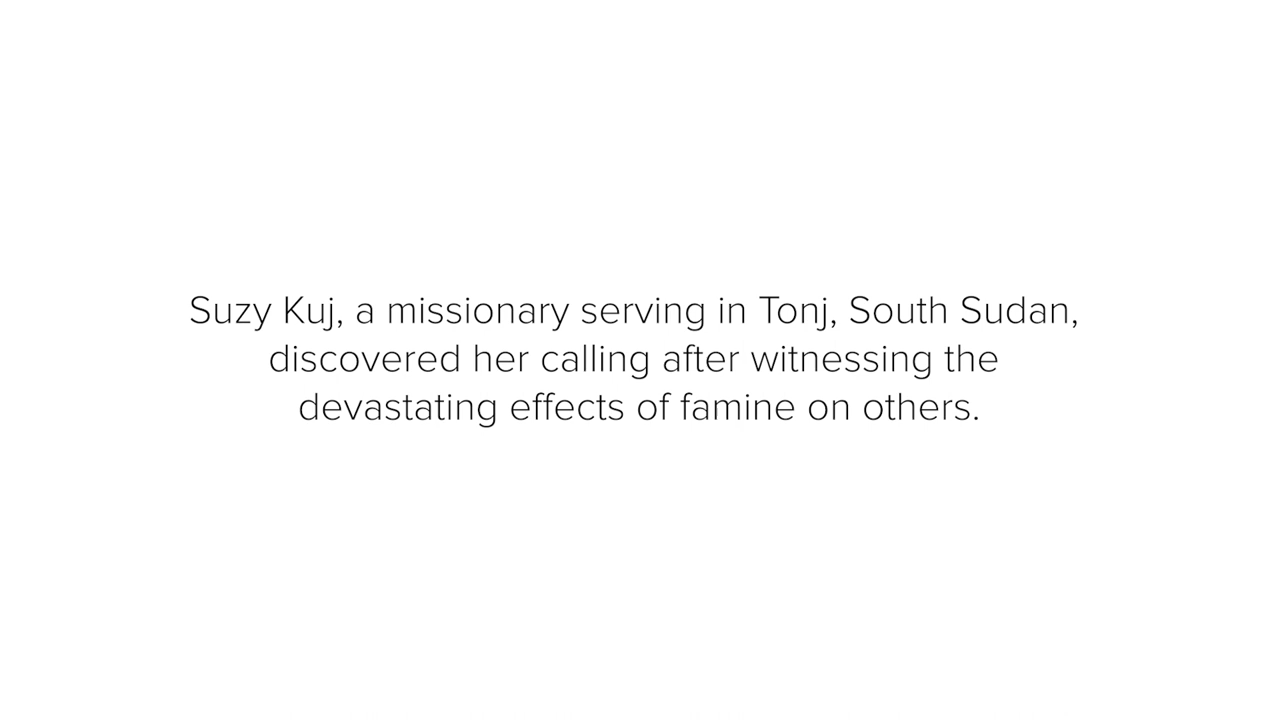 Suzy Kuj, a missionary serving in Tonj, South Sudan,
discovered her calling after witnessing the
devastating effects of famine on others.